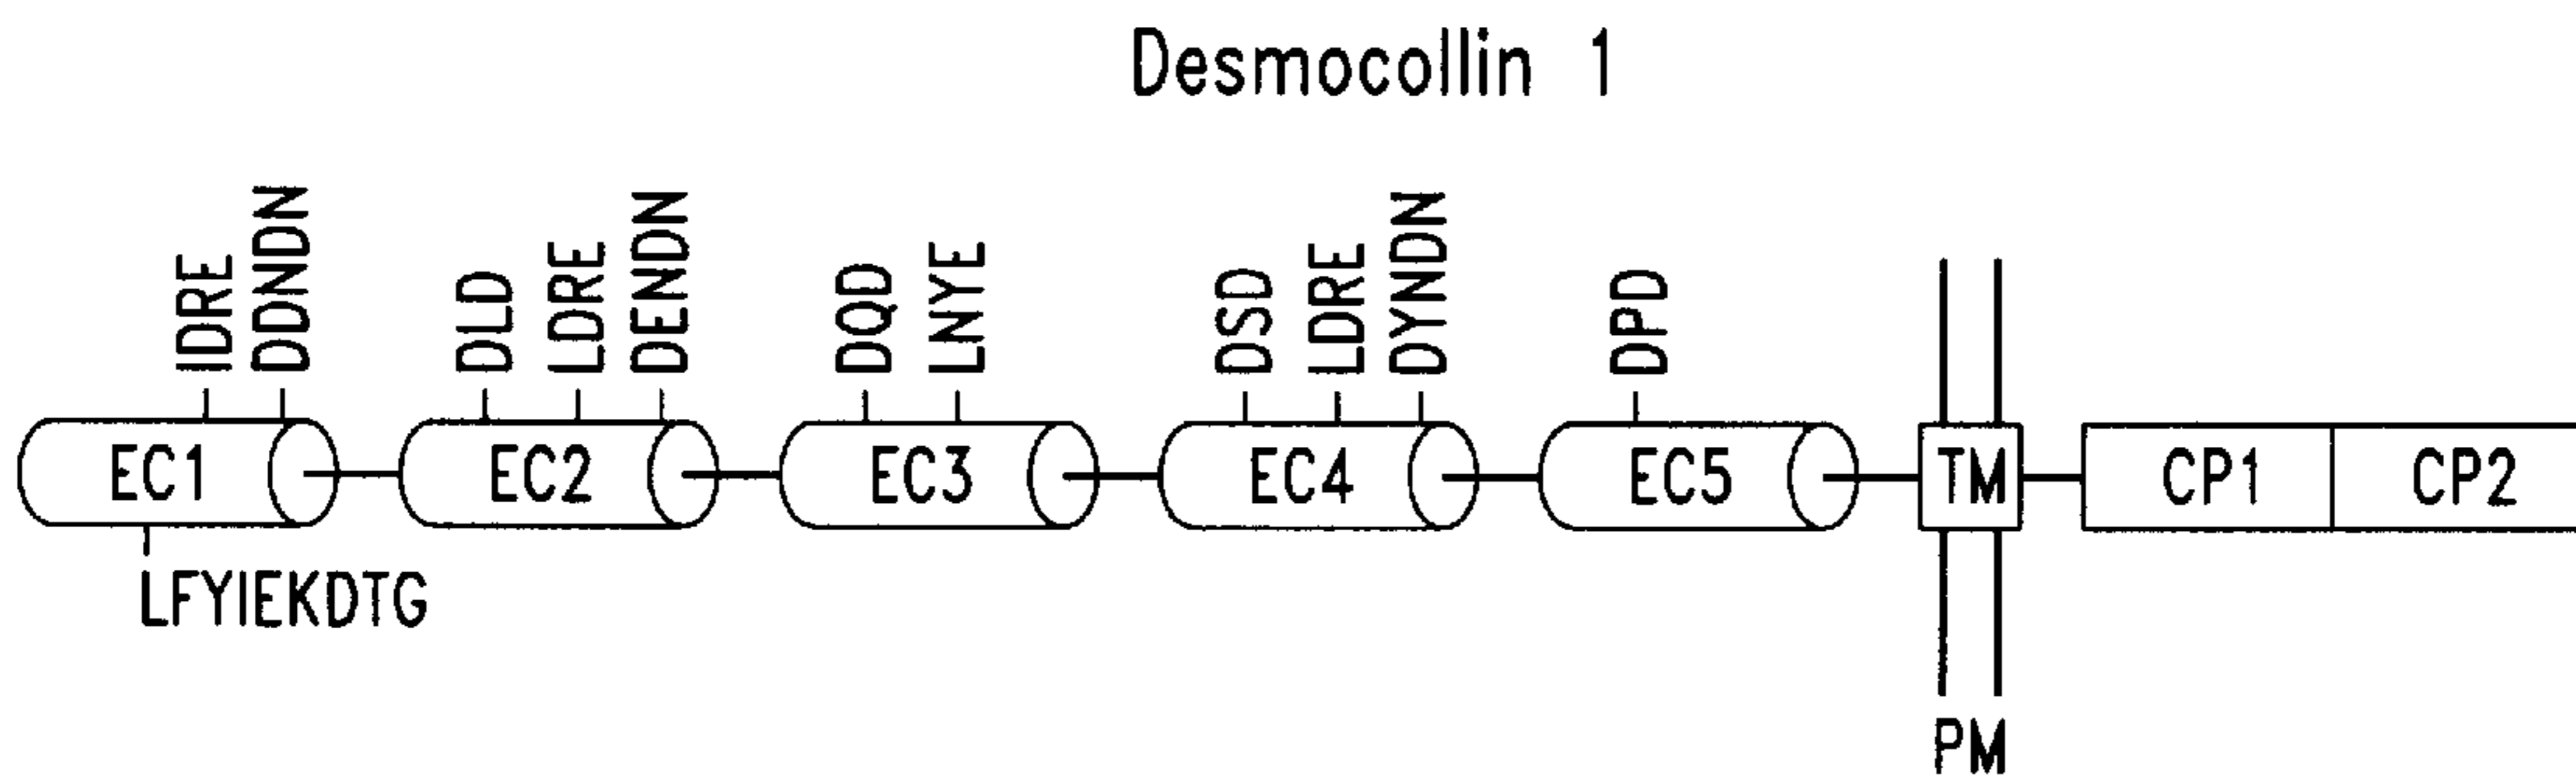 Desmocollin 1
IDRE
DDNDN
DLD
LDRE
DENDN
DQD
LNYE
DSD
LDRE
DYNDN
DPD
EC1
EC2
EC3
EC4
EC5
TM
CP1
CP2
LFYIEKDTG
PM